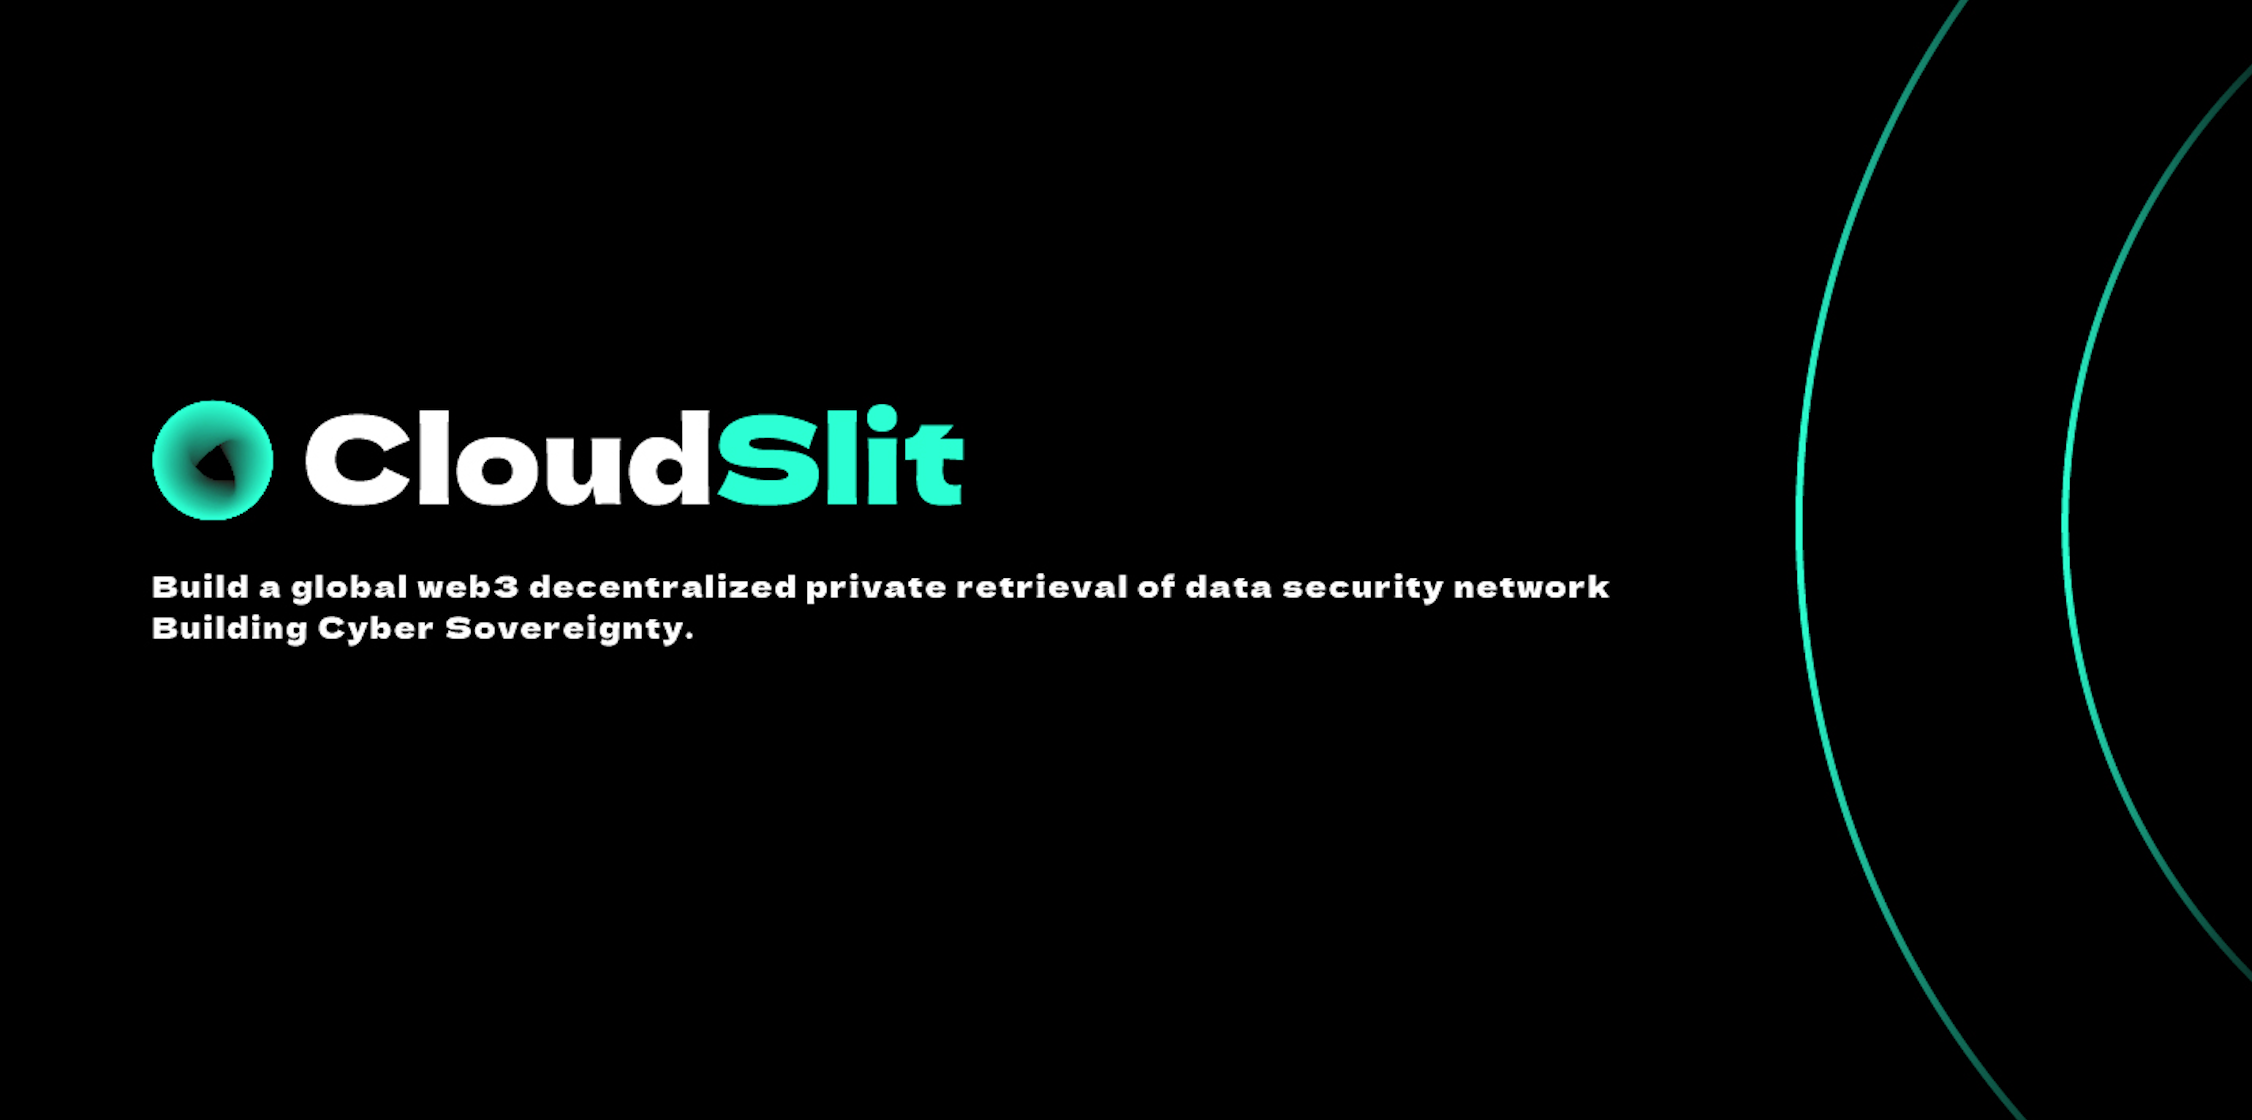 CloudSlit
Build a global web3 decentralized private retrieval of data security network
Building Cyber Sovereignty.